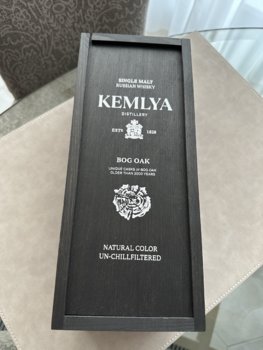 SINGLE MALT
RUSSIAN WHISKY
KEMLYA
DISTILLERY
ESTD 1858
BOG OAK
UNIQUE CASKS OF BOG OAK
OLDER THAN 2000 YEARS
NATURAL COLOR
UN-CHILLFILTERED